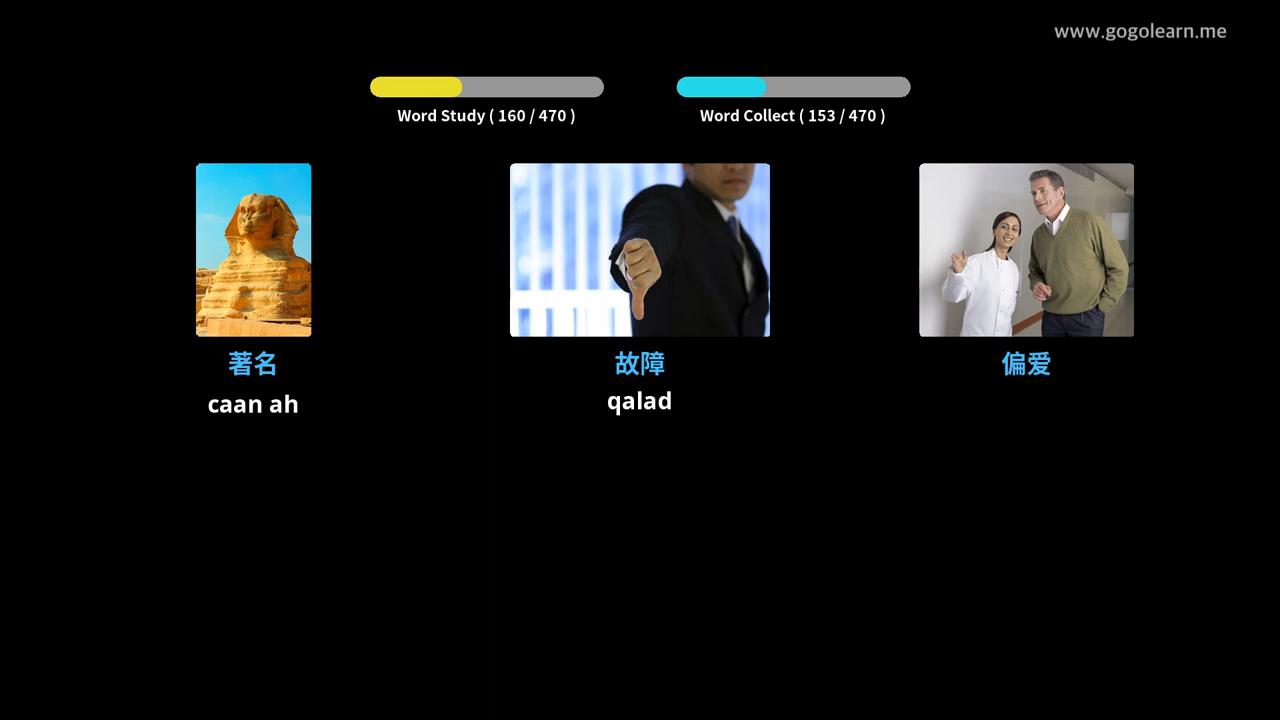 www.gogolearn.me
Word Study ( 160 / 470 )
Word Collect ( 153 / 470 )
著名
故障
偏爱
caan ah
qalad